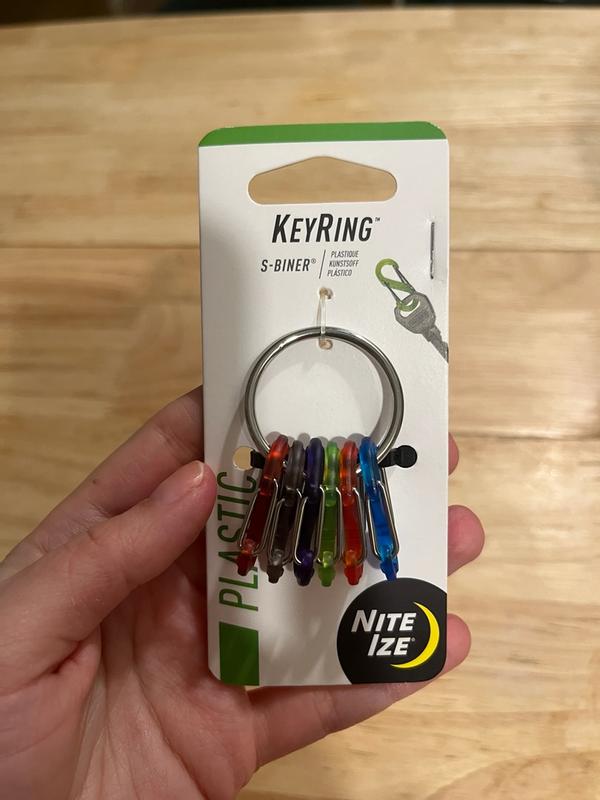 KEYRING™
S-BINER®
PLASTIQUE
KUNSTSOFF
PLÁSTICO
PLASTIC
NITE
IZE®